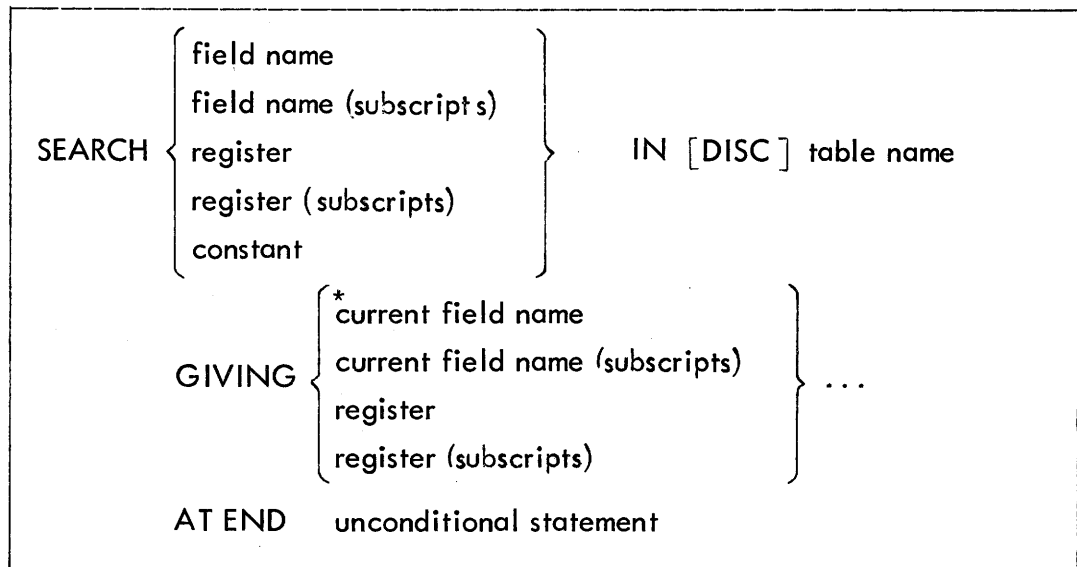 field name
field name (subscripts)
SEARCH register IN [DISC] table name
register (subscripts)
constant
*current field name
current field name (subscripts)
GIVING register ...
register (subscripts)
AT END unconditional statement